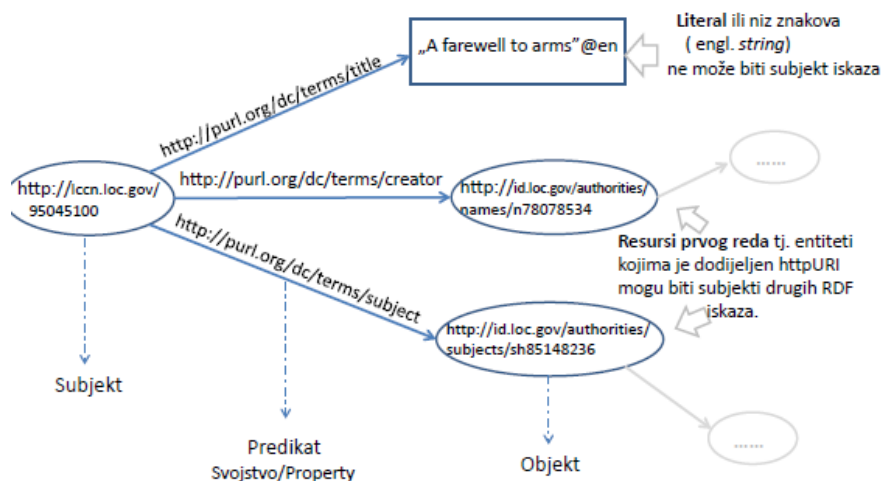 „A farewell to arms”@en
Literal ili niz znakova
( engl. string)
ne može biti subjekt iskaza
http://purl.org/dc/terms/title
......
http://lccn.loc.gov/
95045100
http://purl.org/dc/terms/creator
http://id.loc.gov/authorities/
names/n78078534
Resursi prvog reda tj. entiteti
kojima je dodijeljen httpURI
mogu biti subjekti drugih RDF
iskaza.
http://purl.org/dc/terms/subject
http://id.loc.gov/authorities/
subjects/sh85148236
Subjekt
Predikat
Svojstvo/Property
Objekt
......